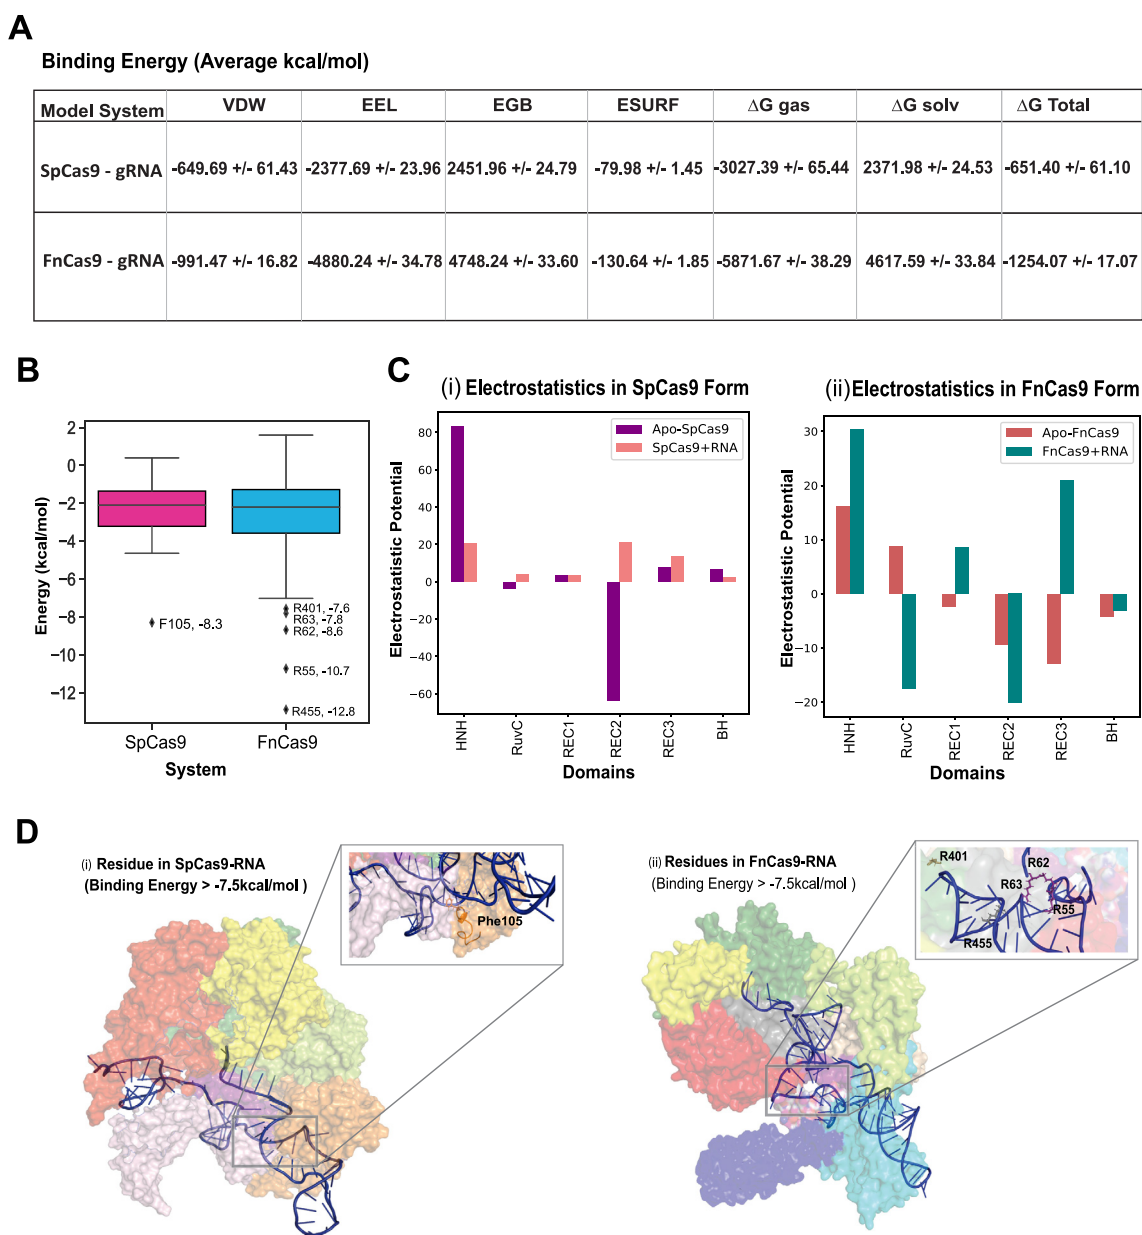 A
Binding Energy (Average kcal/mol)
Model System VDW EEL EGB ESURF ΔG gas ΔG solv ΔG Total
SpCas9 - gRNA -649.69 +/- 61.43 -2377.69 +/- 23.96 2451.96 +/- 24.79 -79.98 +/- 1.45 -3027.39 +/- 65.44 2371.98 +/- 24.53 -651.40 +/- 61.10
FnCas9 - gRNA -991.47 +/- 16.82 -4880.24 +/- 34.78 4748.24 +/- 33.60 -130.64 +/- 1.85 -5871.67 +/- 38.29 4617.59 +/- 33.84 -1254.07 +/- 17.07
B
Energy (kcal/mol)
2
0
−2
−4
−6
−8
−10
−12
F105, -8.3
R401, -7.6
R63, -7.8
R62, -8.6
R55, -10.7
R455, -12.8
SpCas9 FnCas9
System
C
(i) Electrostatistics in SpCas9 Form
Electrostatistic Potential
80
60
40
20
0
−20
−40
−60
Apo-SpCas9
SpCas9+RNA
HNH RuvC REC1 REC2 REC3 BH
Domains
(ii) Electrostatistics in FnCas9 Form
Electrostatistic Potential
30
20
10
0
−10
−20
Apo-FnCas9
FnCas9+RNA
HNH RuvC REC1 REC2 REC3 BH
Domains
D
(i) Residue in SpCas9-RNA
(Binding Energy > -7.5kcal/mol )
Phe105
(ii) Residues in FnCas9-RNA
(Binding Energy > -7.5kcal/mol )
R401
R62
R63
R55
R455